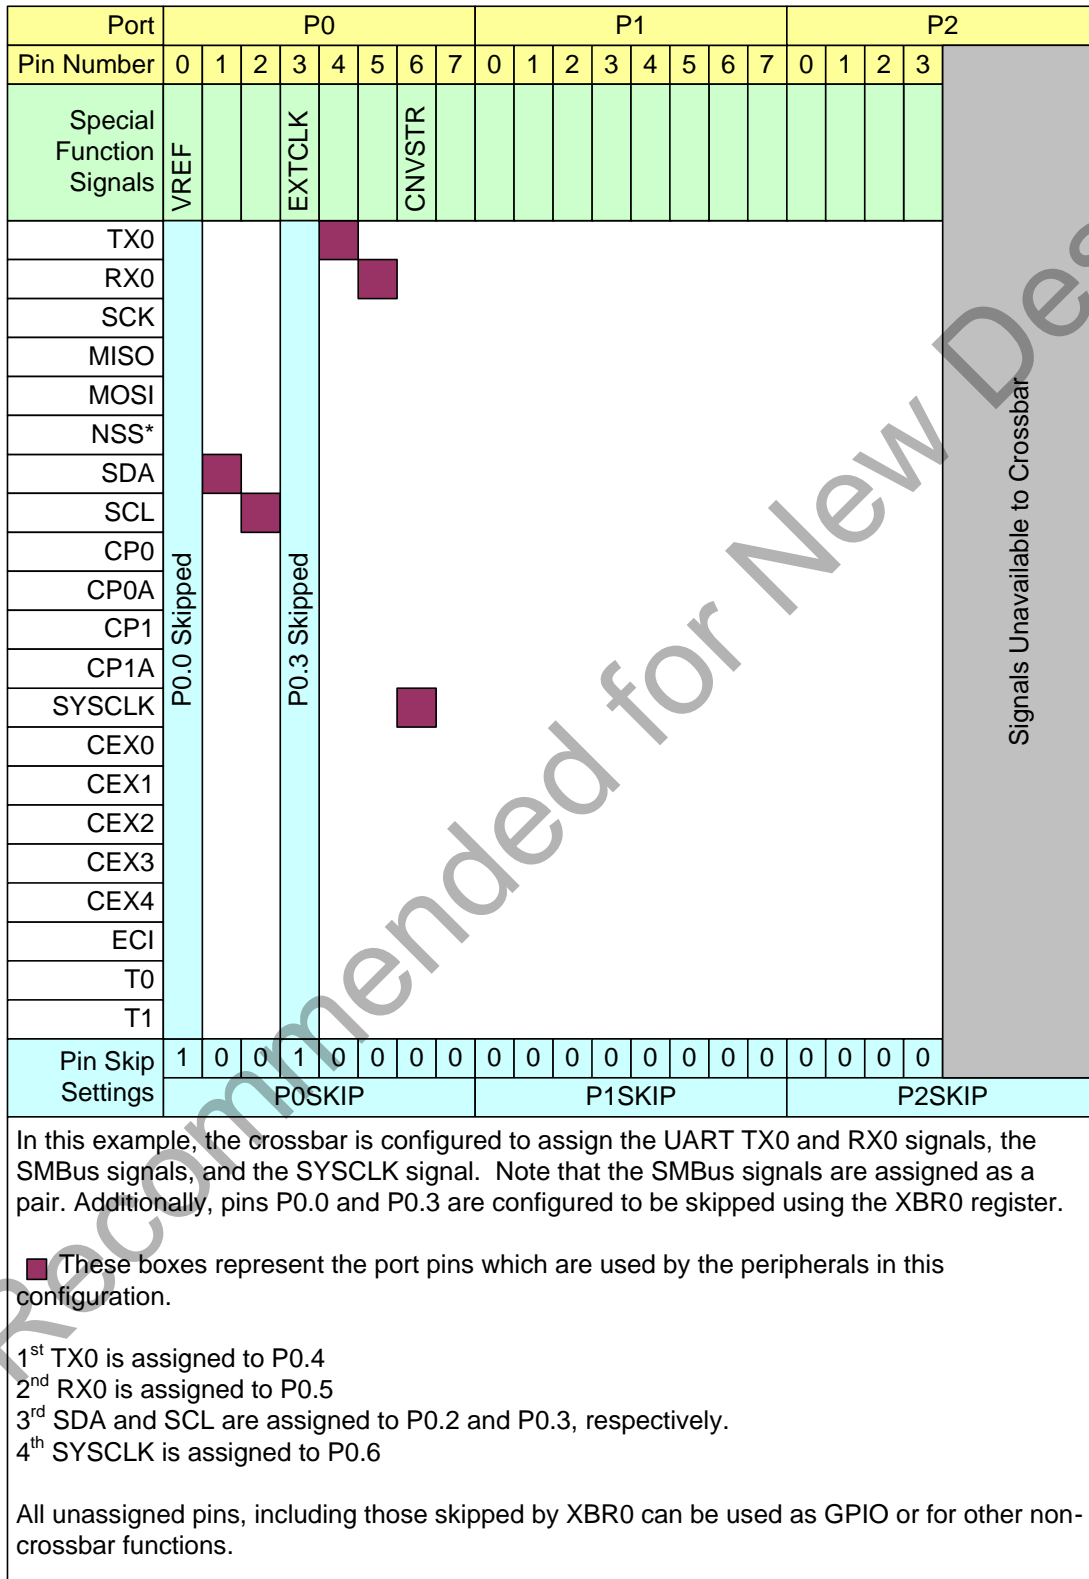 Port P0 P1 P2
Pin Number 0 1 2 3 4 5 6 7 0 1 2 3 4 5 6 7 0 1 2 3
Special
Function
Signals
VREF
EXTCLK
CNVSTR
TX0
RX0
SCK
MISO
MOSI
NSS*
SDA
SCL
CP0
CP0A
CP1
CP1A
SYSCLK
CEX0
CEX1
CEX2
CEX3
CEX4
ECI
T0
T1
P0.0 Skipped
P0.3 Skipped
Signals Unavailable to Crossbar
Pin Skip
Settings
1 0 0 1 0 0 0 0 0 0 0 0 0 0 0 0 0 0 0 0
P0SKIP P1SKIP P2SKIP
In this example, the crossbar is configured to assign the UART TX0 and RX0 signals, the
SMBus signals, and the SYSCLK signal. Note that the SMBus signals are assigned as a
pair. Additionally, pins P0.0 and P0.3 are configured to be skipped using the XBR0 register.
These boxes represent the port pins which are used by the peripherals in this
configuration.
1st TX0 is assigned to P0.4
2nd RX0 is assigned to P0.5
3rd SDA and SCL are assigned to P0.2 and P0.3, respectively.
4th SYSCLK is assigned to P0.6
All unassigned pins, including those skipped by XBR0 can be used as GPIO or for other non-
crossbar functions.
Recommended for New Des